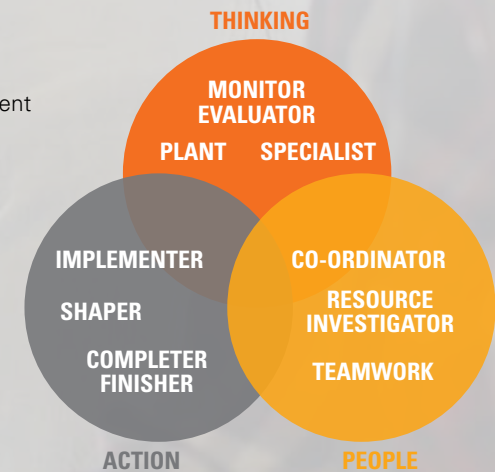 THINKING
ent
MONITOR
EVALUATOR
PLANT SPECIALIST
IMPLEMENTER
SHAPER
COMPLETER
FINISHER
CO-ORDINATOR
RESOURCE
INVESTIGATOR
TEAMWORK
ACTION
PEOPLE